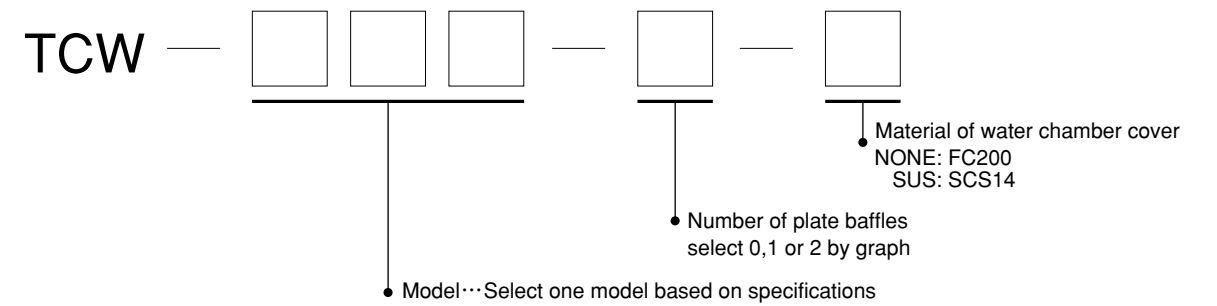 TCW — □□□ — □ — □
Material of water chamber cover
NONE: FC200
SUS: SCS14
Number of plate baffles
select 0,1 or 2 by graph
Model⋯Select one model based on specifications